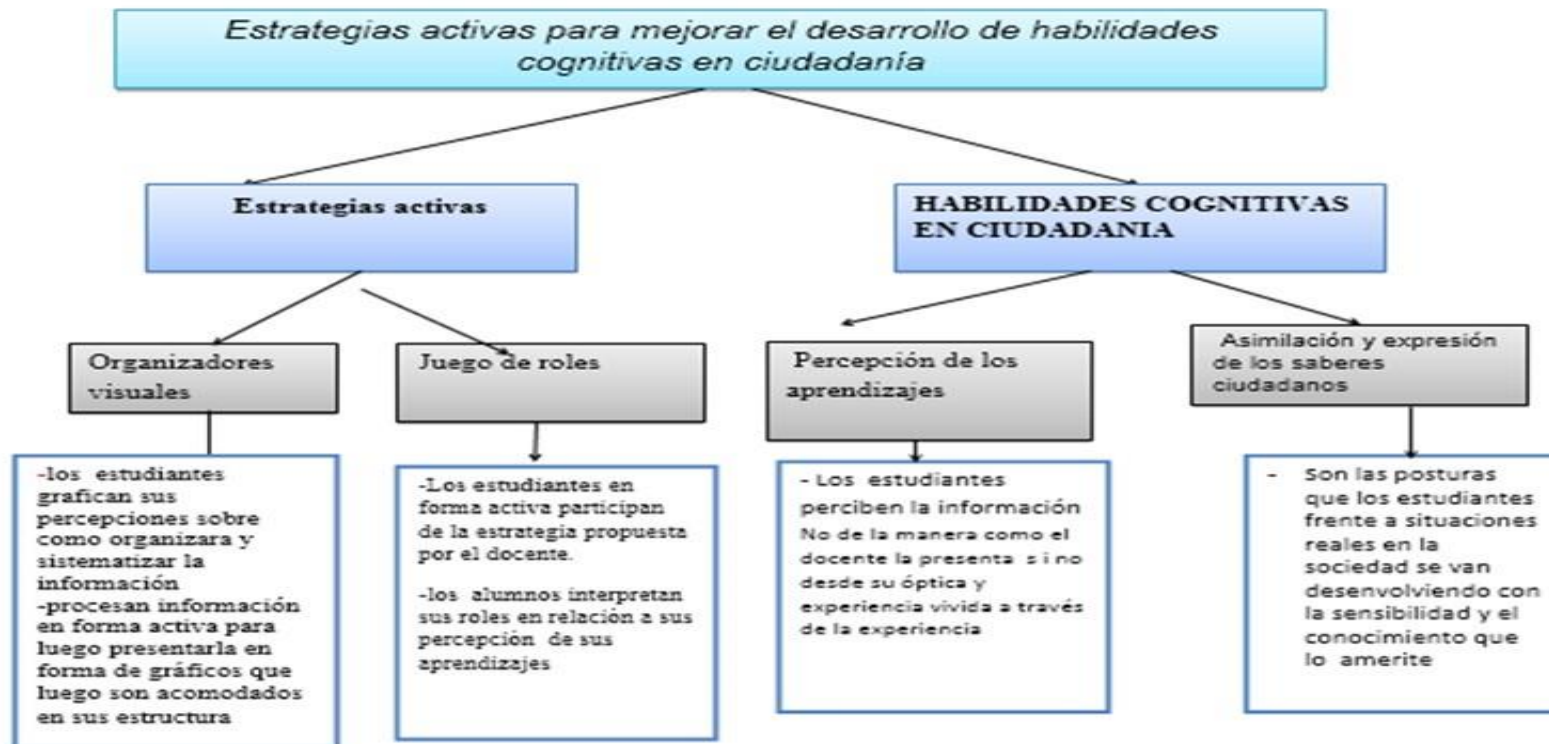 Estrategias activas para mejorar el desarrollo de habilidades
cognitivas en ciudadanía
Estrategias activas
HABILIDADES COGNITIVAS
EN CIUDADANIA
Organizadores
visuales
Juego de roles
Percepción de los
aprendizajes
Asimilación y expresión
de los saberes
ciudadanos
-los estudiantes
grafican sus
percepciones sobre
como organizara y
sistematizar la
información
-procesan información
en forma activa para
luego presentarla en
forma de gráficos que
luego son acomodados
en sus estructura
-Los estudiantes en
forma activa participan
de la estrategia propuesta
por el docente.
-los alumnos interpretan
sus roles en relación a sus
percepción de sus
aprendizajes
- Los estudiantes
perciben la información
No de la manera como el
docente la presenta s i no
desde su óptica y
experiencia vivida a través
de la experiencia
- Son las posturas
que los estudiantes
frente a situaciones
reales en la
sociedad se van
desenvolviendo con
la sensibilidad y el
conocimiento que
lo amerite